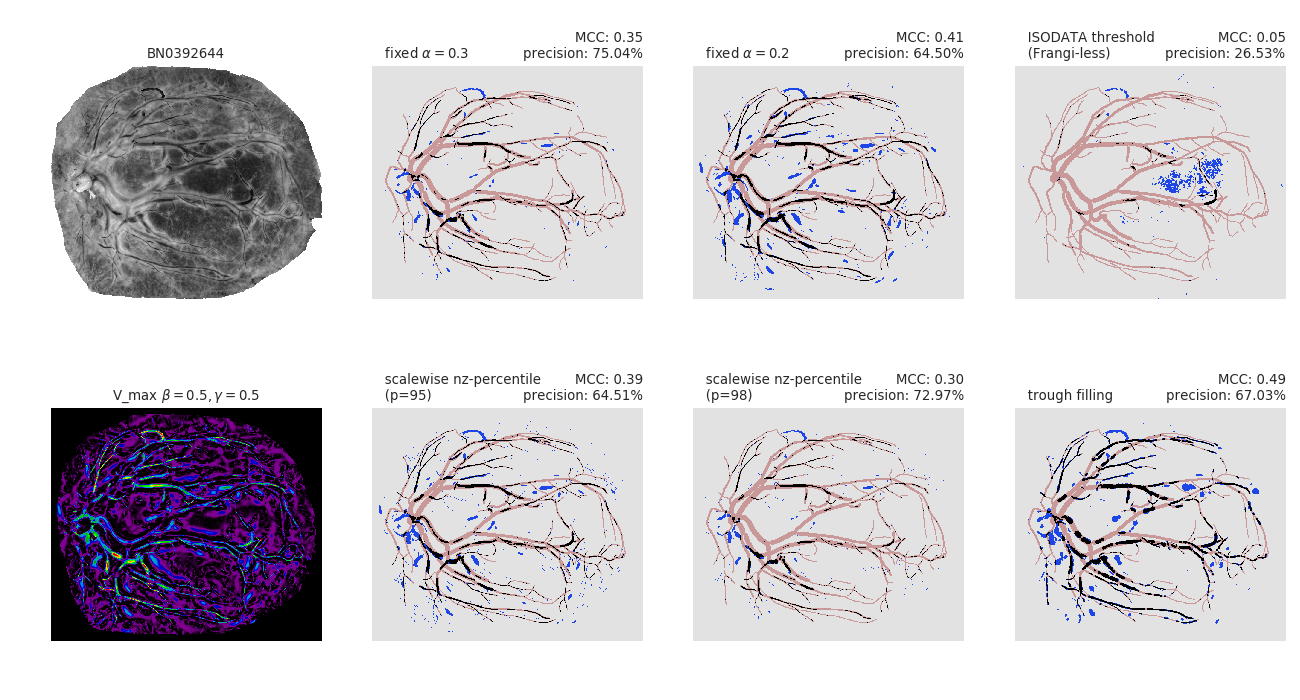 BN0392644
fixed α = 0.3
MCC: 0.35
precision: 75.04%
fixed α = 0.2
MCC: 0.41
precision: 64.50%
ISODATA threshold
(Frangi-less)
MCC: 0.05
precision: 26.53%
V_max β = 0.5, γ = 0.5
scalewise nz-percentile
(p=95)
MCC: 0.39
precision: 64.51%
scalewise nz-percentile
(p=98)
MCC: 0.30
precision: 72.97%
trough filling
MCC: 0.49
precision: 67.03%